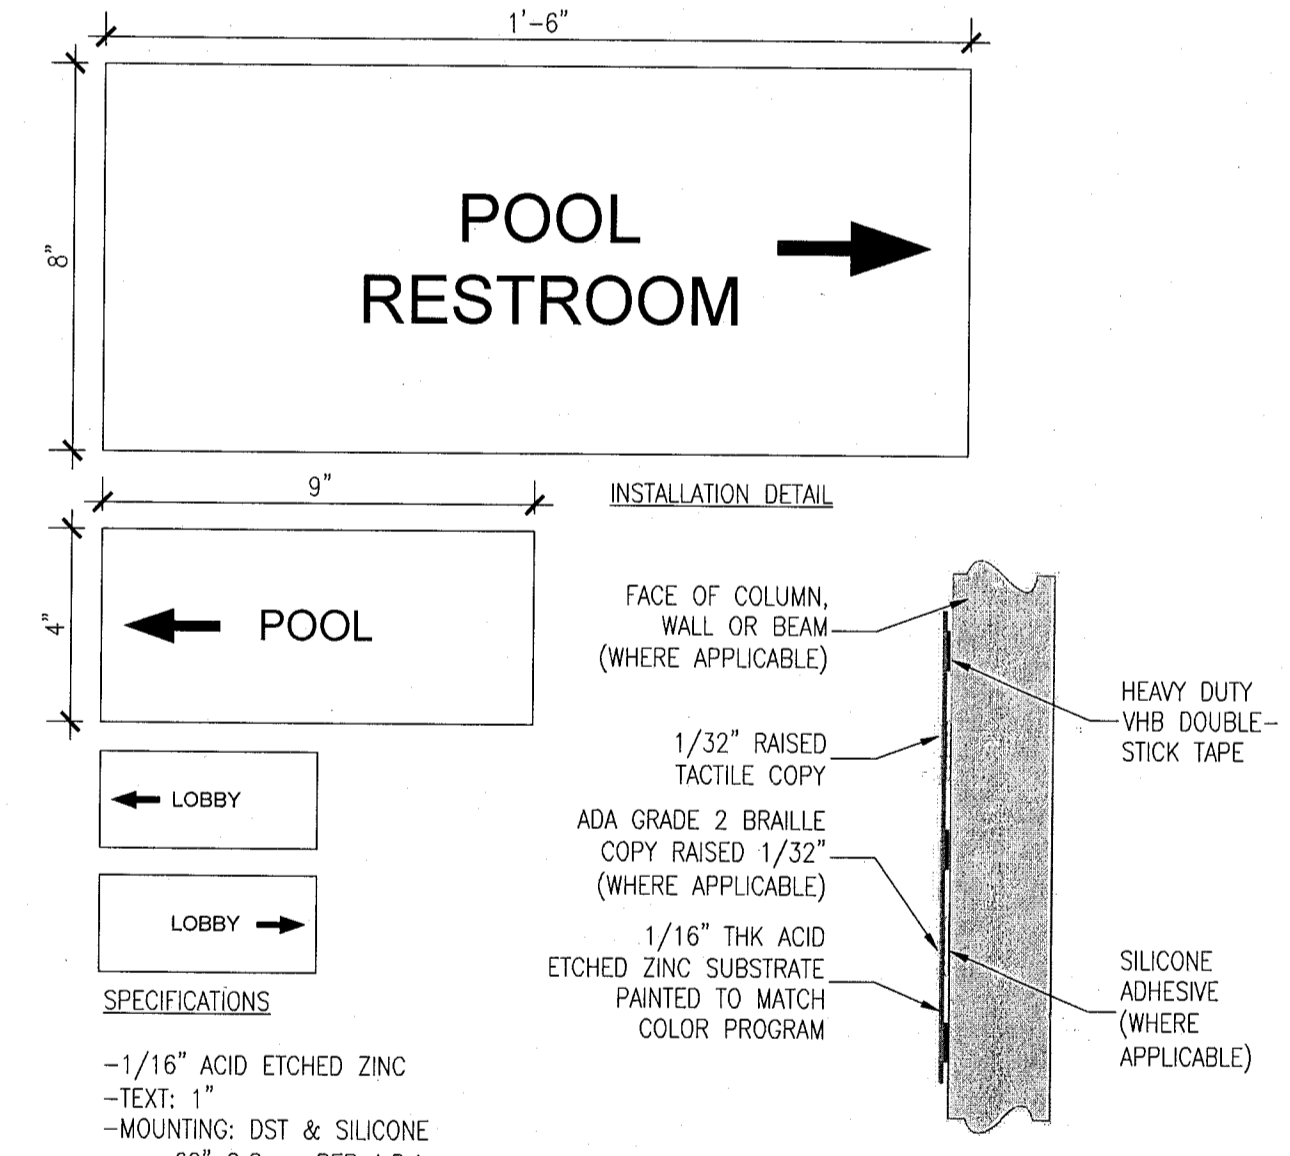 1'-6"
8"
POOL
RESTROOM
9"
4"
POOL
LOBBY
LOBBY
SPECIFICATIONS
-1/16" ACID ETCHED ZINC
-TEXT: 1"
-MOUNTING: DST & SILICONE
INSTALLATION DETAIL
FACE OF COLUMN,
WALL OR BEAM
(WHERE APPLICABLE)
1/32" RAISED
TACTILE COPY
ADA GRADE 2 BRAILLE
COPY RAISED 1/32"
(WHERE APPLICABLE)
1/16" THK ACID
ETCHED ZINC SUBSTRATE
PAINTED TO MATCH
COLOR PROGRAM
HEAVY DUTY
VHB DOUBLE-
STICK TAPE
SILICONE
ADHESIVE
(WHERE
APPLICABLE)